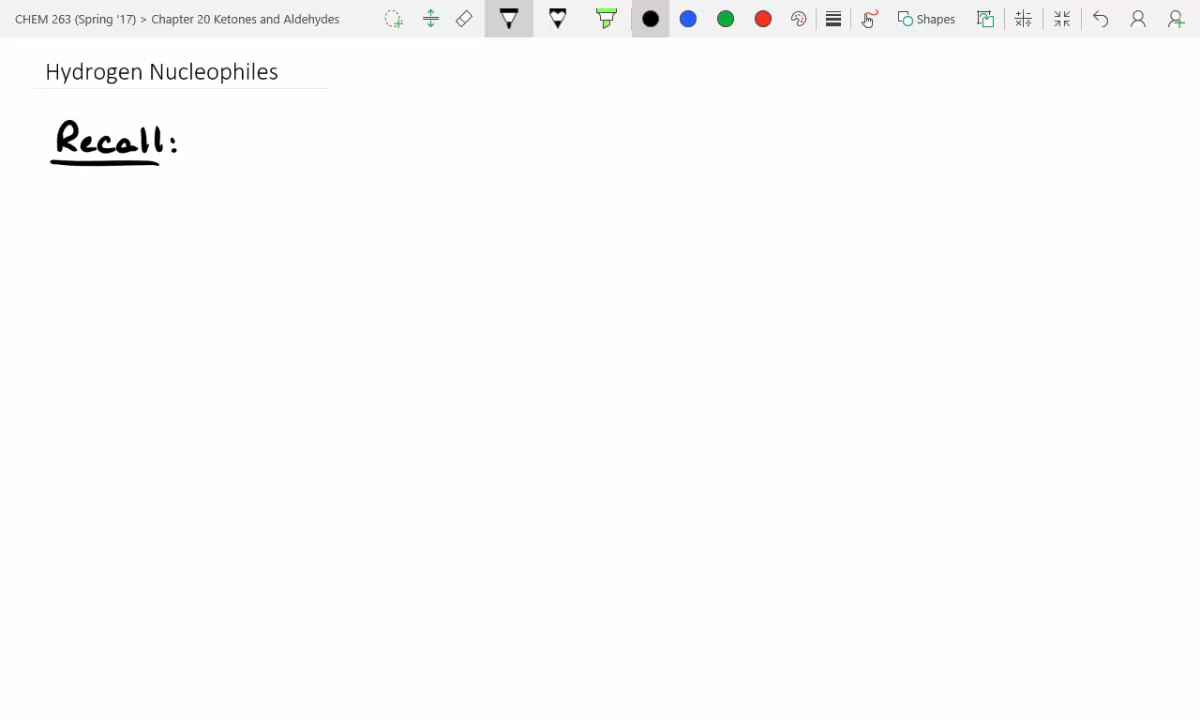 CHEM 263 (Spring '17) > Chapter 20 Ketones and Aldehydes
Shapes
Hydrogen Nucleophiles
Recall: